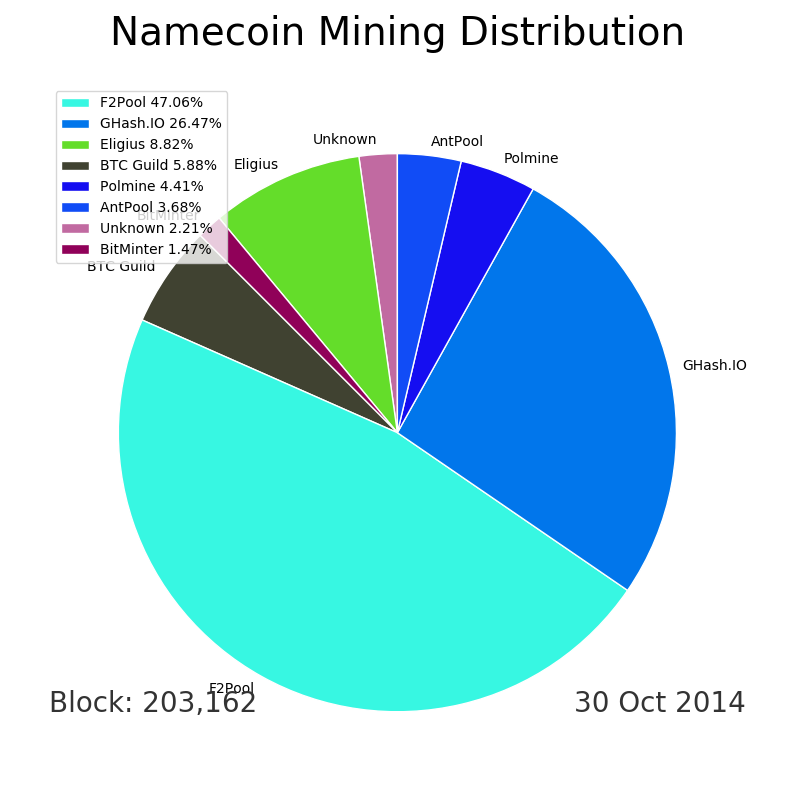 Namecoin Mining Distribution
F2Pool 47.06%
GHash.IO 26.47%
Eligius 8.82%
BTC Guild 5.88%
Polmine 4.41%
AntPool 3.68%
Unknown 2.21%
BitMinter 1.47%
Unknown
AntPool
Polmine
Eligius
BitMinter
BTC Guild
GHash.IO
F2Pool
Block: 203,162
30 Oct 2014